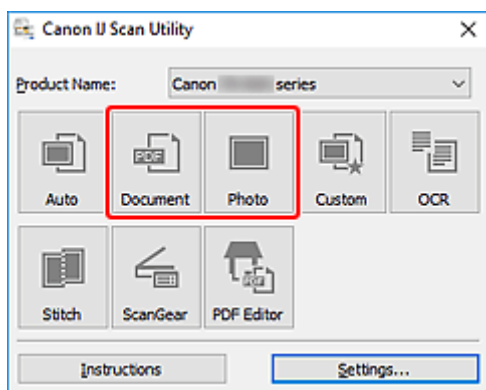 Canon IJ Scan Utility
Product Name: Canon series
PDF
Auto Document Photo Custom OCR
Stitch ScanGear PDF Editor
Instructions Settings...